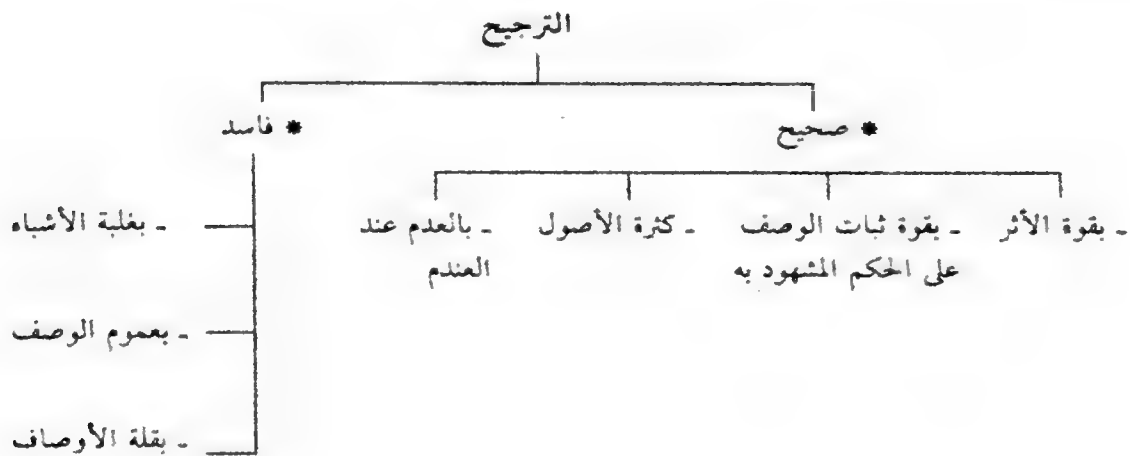 الترجيح
* صحيح
* فاسد
ـ بقوة الأثر
ـ بقوة ثبات الوصف
على الحكم المشهود به
ـ كثرة الأصول
ـ بالعدم عند
العندم
ـ بغلبة الأشباه
ـ بعموم الوصف
ـ بقلة الأوصاف